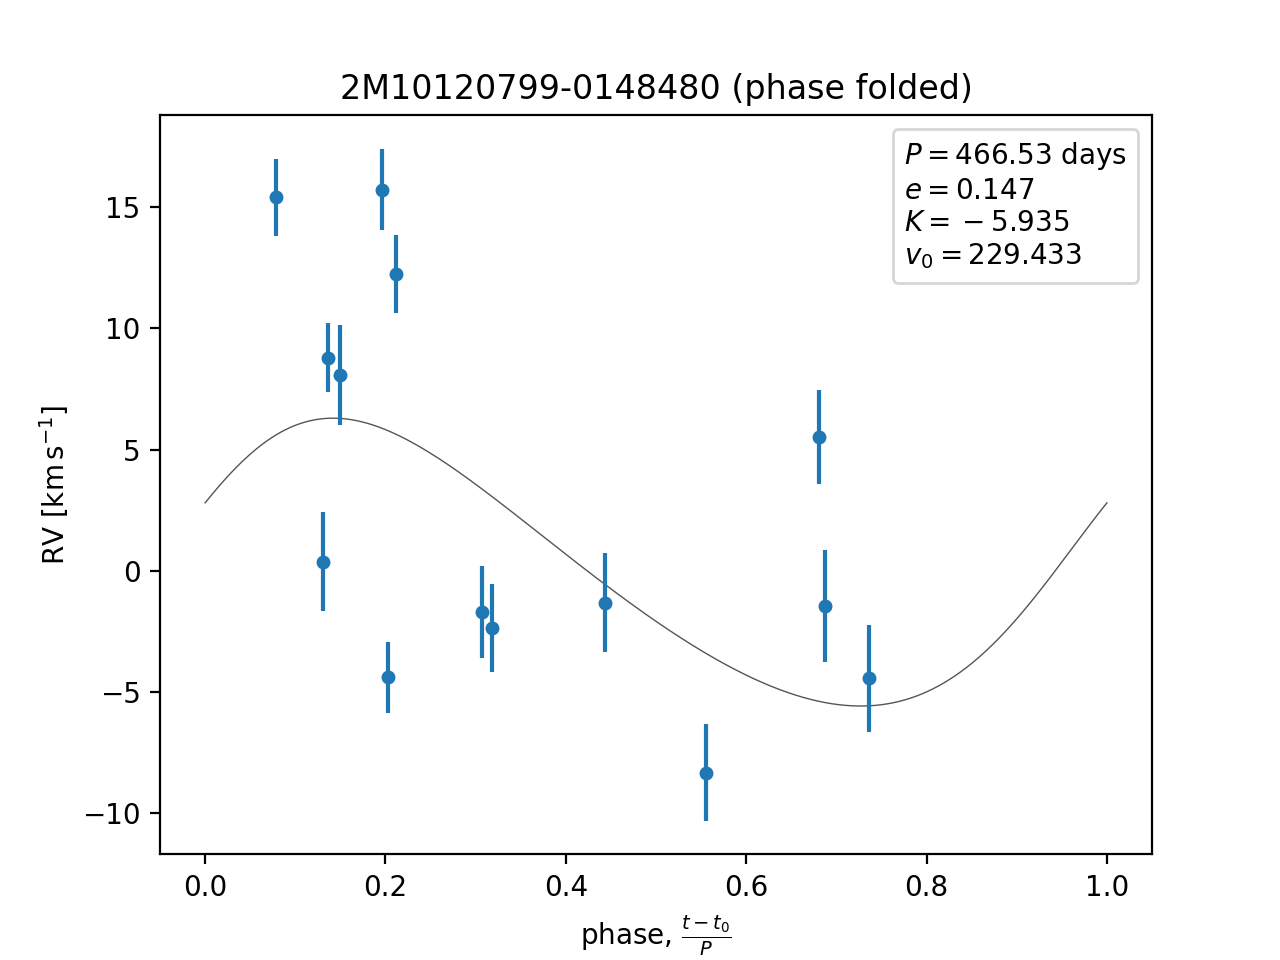 2M10120799-0148480 (phase folded)
P = 466.53 days
e = 0.147
K = −5.935
v₀ = 229.433
15
10
5
0
−5
−10
RV [km s⁻¹]
0.0 0.2 0.4 0.6 0.8 1.0
phase, (t − t₀)/P